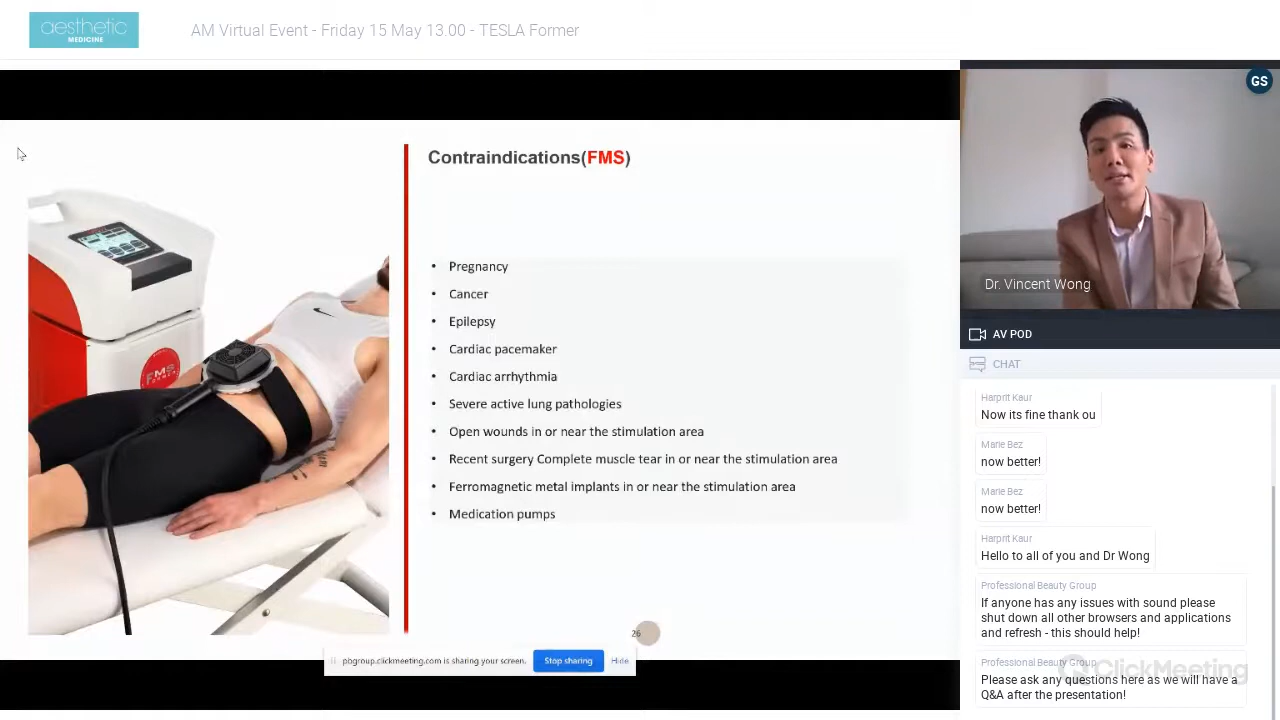 aesthetic
MEDICINE
AM Virtual Event - Friday 15 May 13.00 - TESLA Former
Contraindications(FMS)
• Pregnancy
• Cancer
• Epilepsy
• Cardiac pacemaker
• Cardiac arrhythmia
• Severe active lung pathologies
• Open wounds in or near the stimulation area
• Recent surgery Complete muscle tear in or near the stimulation area
• Ferromagnetic metal implants in or near the stimulation area
• Medication pumps
FMS
26
pbgroup.clickmeeting.com is sharing your screen.
Stop sharing
Hide
GS
Dr. Vincent Wong
AV POD
CHAT
Harprit Kaur
Now its fine thank ou
Marie Bez
now better!
Marie Bez
now better!
Harprit Kaur
Hello to all of you and Dr Wong
Professional Beauty Group
If anyone has any issues with sound please
shut down all other browsers and applications
and refresh - this should help!
Professional Beauty Group
Please ask any questions here as we will have a
Q&A after the presentation!
ClickMeeting